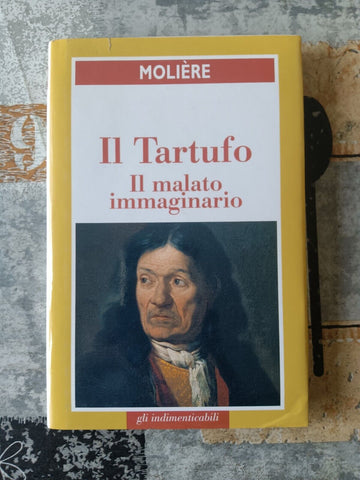 MOLIÈRE
Il Tartufo
Il malato
immaginario
gli indimenticabili